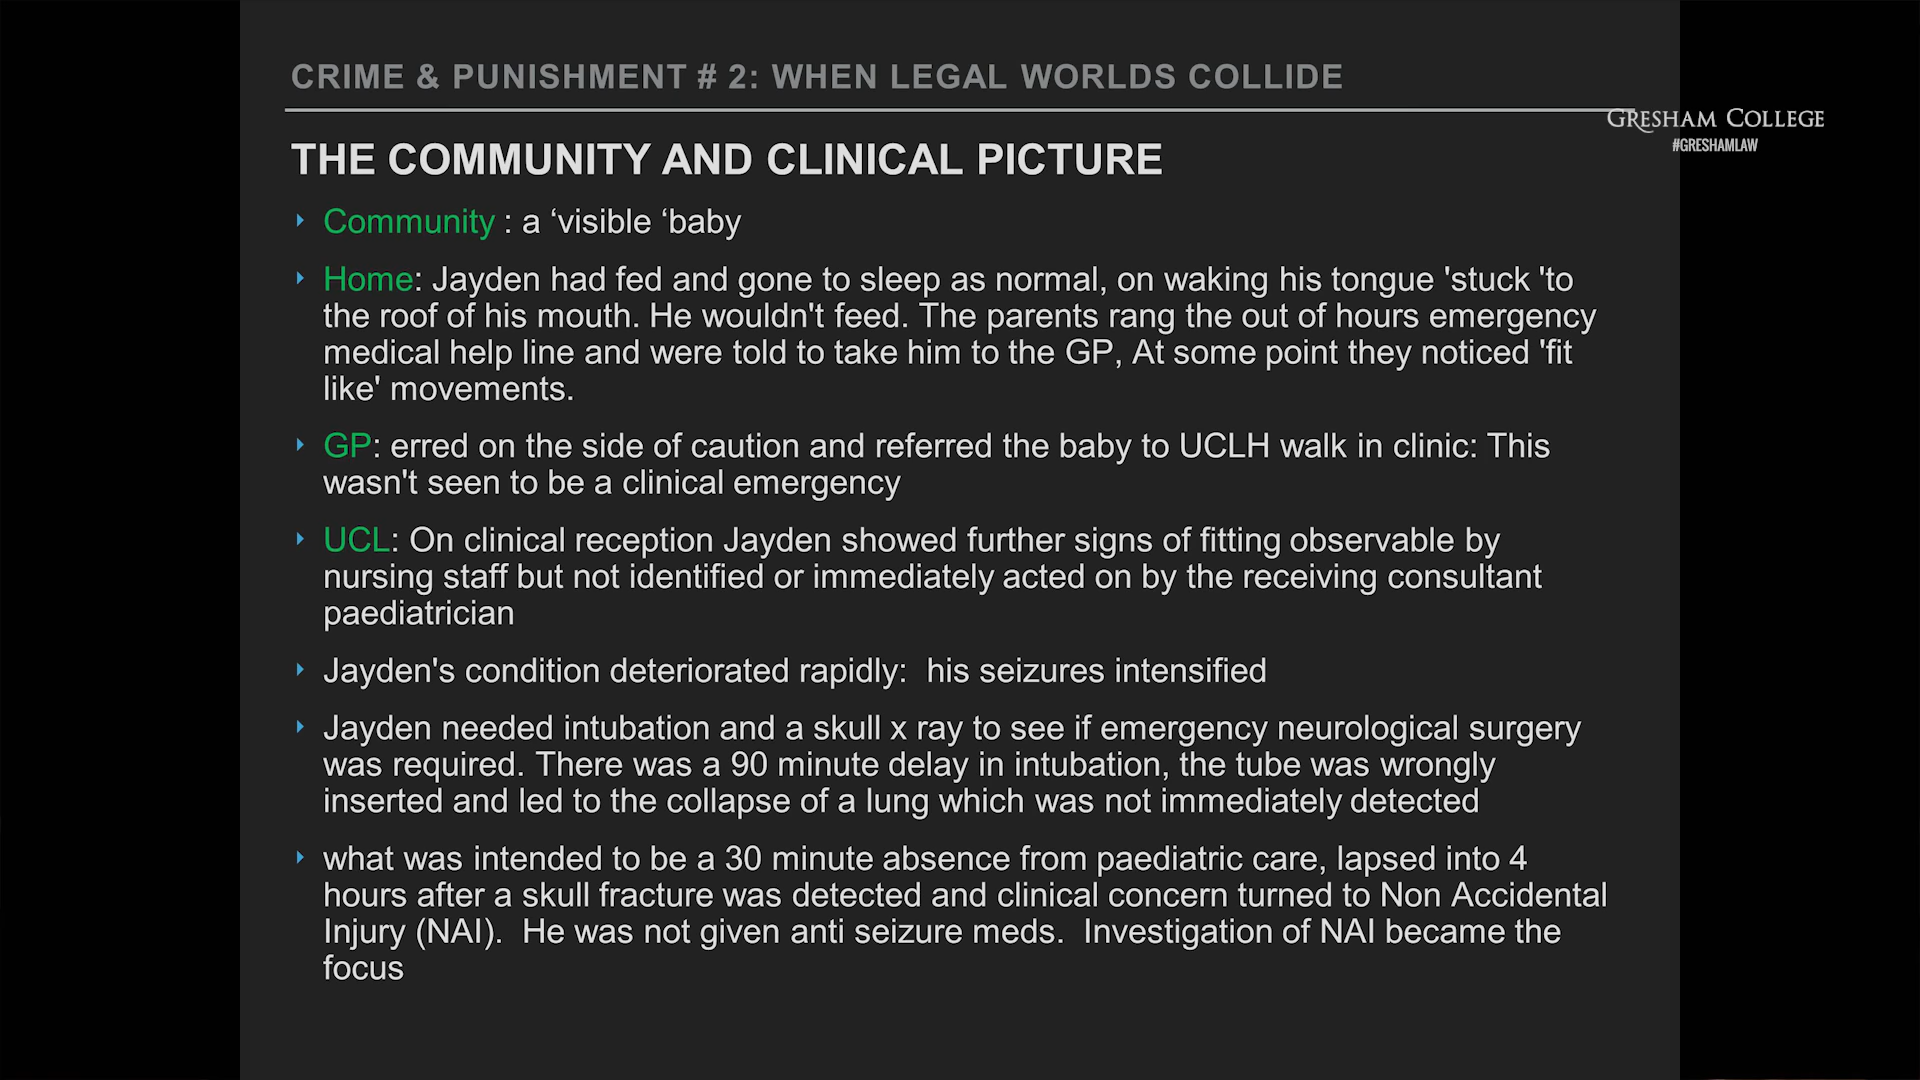 CRIME & PUNISHMENT # 2: WHEN LEGAL WORLDS COLLIDE
GRESHAM COLLEGE
#GRESHAMLAW
THE COMMUNITY AND CLINICAL PICTURE
Community : a ‘visible ‘baby
Home: Jayden had fed and gone to sleep as normal, on waking his tongue 'stuck 'to
the roof of his mouth. He wouldn't feed. The parents rang the out of hours emergency
medical help line and were told to take him to the GP, At some point they noticed 'fit
like' movements.
GP: erred on the side of caution and referred the baby to UCLH walk in clinic: This
wasn't seen to be a clinical emergency
UCL: On clinical reception Jayden showed further signs of fitting observable by
nursing staff but not identified or immediately acted on by the receiving consultant
paediatrician
Jayden's condition deteriorated rapidly:  his seizures intensified
Jayden needed intubation and a skull x ray to see if emergency neurological surgery
was required. There was a 90 minute delay in intubation, the tube was wrongly
inserted and led to the collapse of a lung which was not immediately detected
what was intended to be a 30 minute absence from paediatric care, lapsed into 4
hours after a skull fracture was detected and clinical concern turned to Non Accidental
Injury (NAI).  He was not given anti seizure meds.  Investigation of NAI became the
focus